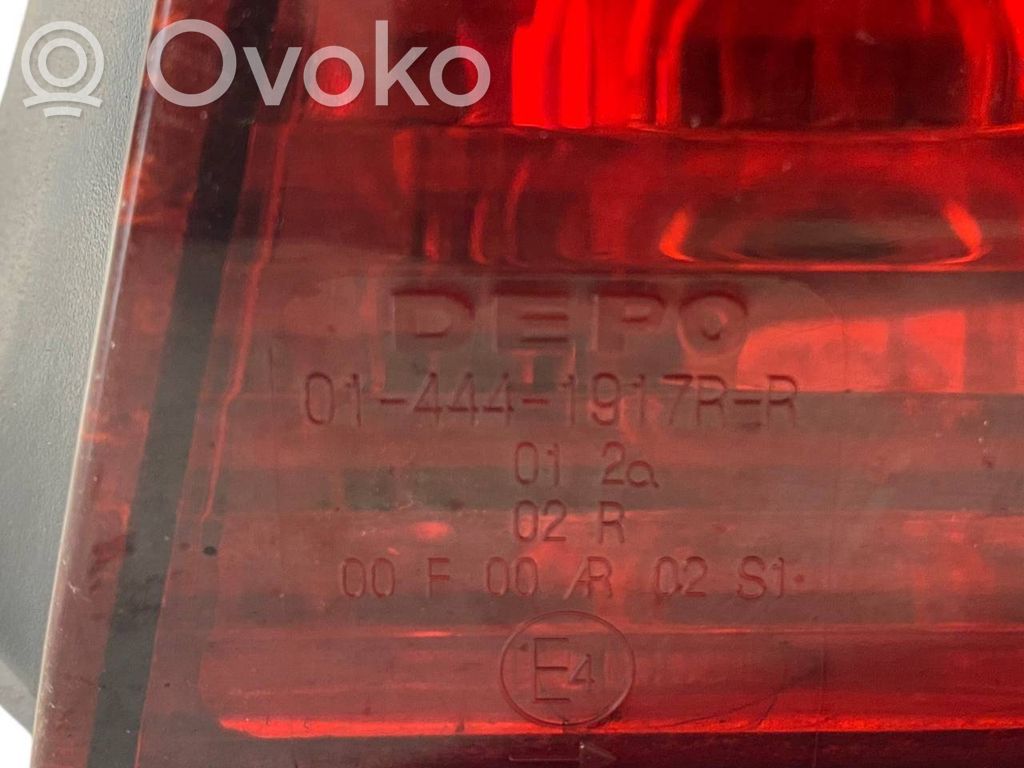 Ovoko
DEPO
01-444-1917R-R
01 2a
02 R
00 F 00 AR 02 S1
E4